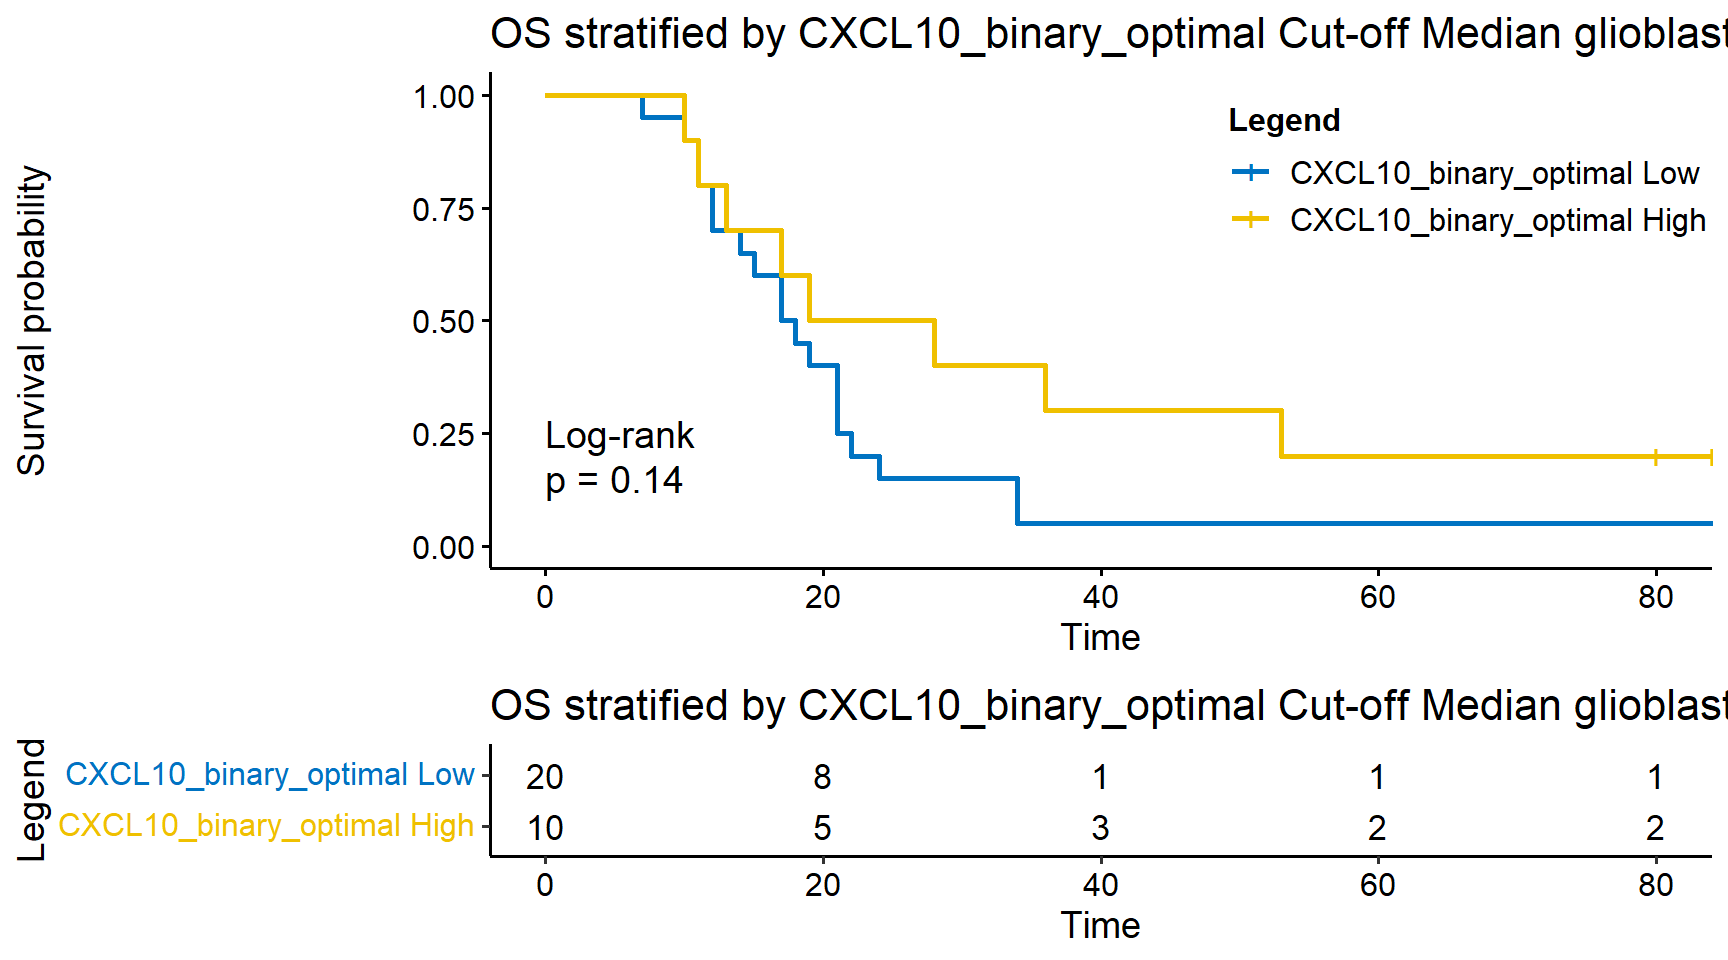 OS stratified by CXCL10_binary_optimal Cut-off Median glioblast
Survival probability
1.00
0.75
0.50
0.25
0.00
Legend
CXCL10_binary_optimal Low
CXCL10_binary_optimal High
Log-rank
p = 0.14
0 20 40 60 80
Time
OS stratified by CXCL10_binary_optimal Cut-off Median glioblast
Legend
CXCL10_binary_optimal Low 20 8 1 1 1
CXCL10_binary_optimal High 10 5 3 2 2
0 20 40 60 80
Time